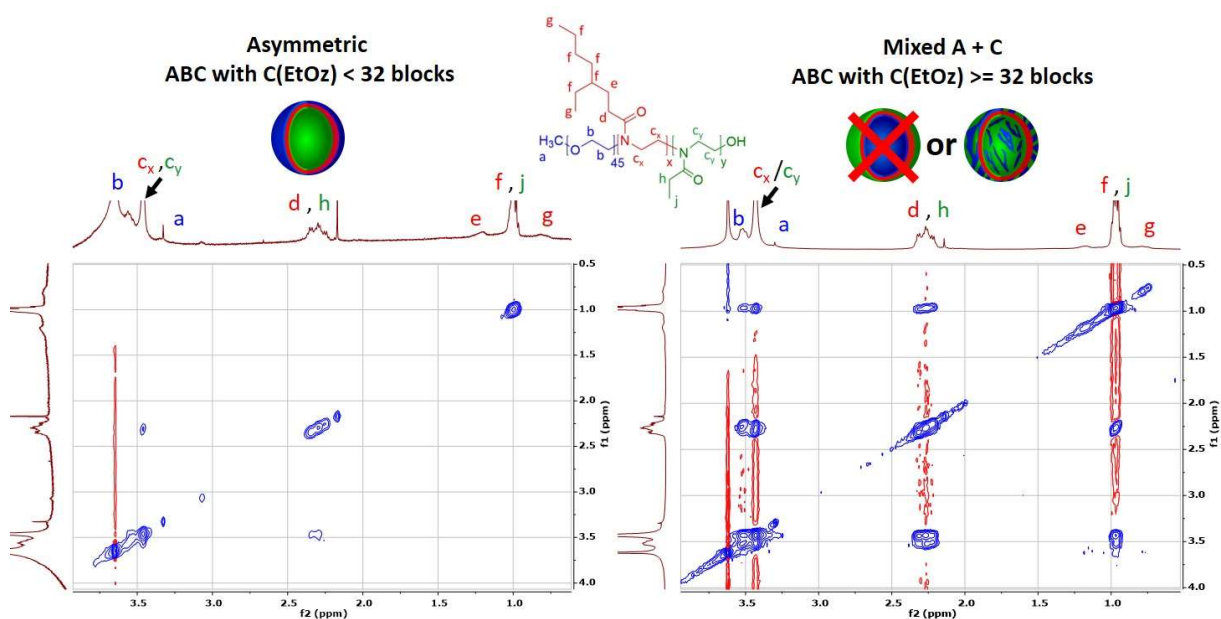 Asymmetric
ABC with C(EtOz) < 32 blocks
Mixed A + C
ABC with C(EtOz) >= 32 blocks
or
g
f
f
f
f
f
e
f
g
d
O
b
H₃C
a
O
b
45
N
cₓ
cₓ
x
N
c_y
c_y
y
OH
h
O
j
b
cₓ , c_y
a
d , h
e
f , j
g
b
cₓ/c_y
a
d , h
e
f , j
g
0.5
1.0
1.5
2.0
2.5
3.0
3.5
4.0
f1 (ppm)
3.5
3.0
2.5
2.0
1.5
1.0
f2 (ppm)
0.5
1.0
1.5
2.0
2.5
3.0
3.5
4.0
f1 (ppm)
3.5
3.0
2.5
2.0
1.5
1.0
f2 (ppm)